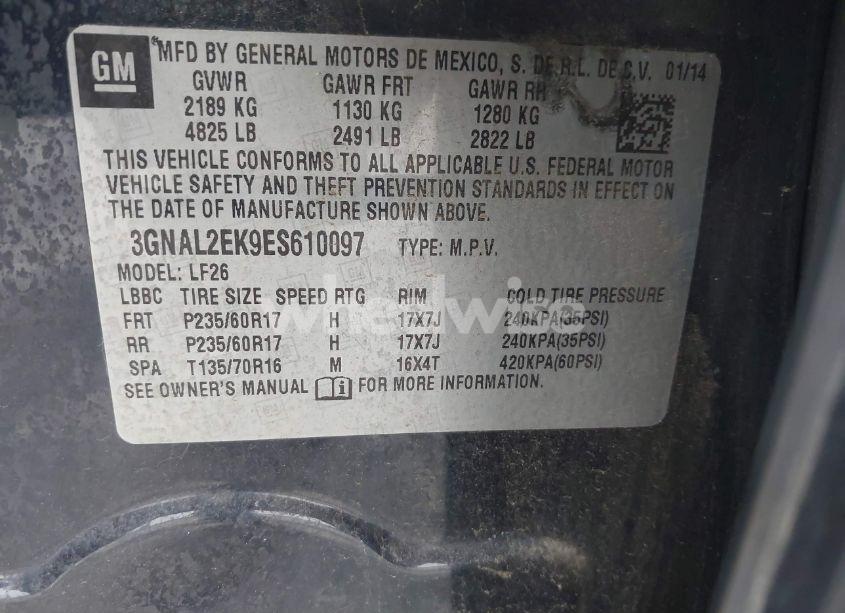 GM
MFD BY GENERAL MOTORS DE MEXICO, S. DE R.L. DE C.V. 01/14
GVWR GAWR FRT GAWR RR
2189 KG 1130 KG 1280 KG
4825 LB 2491 LB 2822 LB
THIS VEHICLE CONFORMS TO ALL APPLICABLE U.S. FEDERAL MOTOR
VEHICLE SAFETY AND THEFT PREVENTION STANDARDS IN EFFECT ON
THE DATE OF MANUFACTURE SHOWN ABOVE.
3GNAL2EK9ES610097 TYPE: M.P.V.
MODEL: LF26
LBBC TIRE SIZE SPEED RTG RIM COLD TIRE PRESSURE
FRT P235/60R17 H 17X7J 240KPA(35PSI)
RR P235/60R17 H 17X7J 240KPA(35PSI)
SPA T135/70R16 M 16X4T 420KPA(60PSI)
SEE OWNER'S MANUAL FOR MORE INFORMATION.